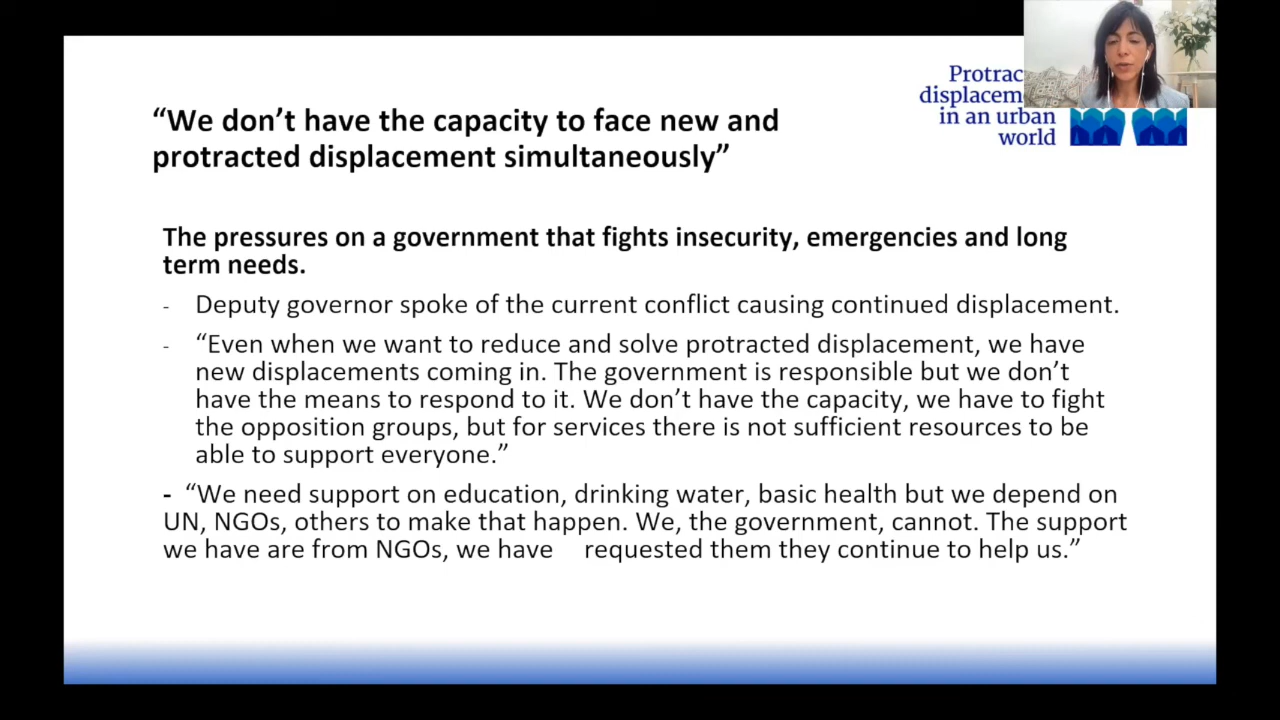 Protrac
displacem
in an urban
world
“We don’t have the capacity to face new and
protracted displacement simultaneously”
The pressures on a government that fights insecurity, emergencies and long
term needs.
- Deputy governor spoke of the current conflict causing continued displacement.
- “Even when we want to reduce and solve protracted displacement, we have
new displacements coming in. The government is responsible but we don’t
have the means to respond to it. We don’t have the capacity, we have to fight
the opposition groups, but for services there is not sufficient resources to be
able to support everyone.”
- “We need support on education, drinking water, basic health but we depend on
UN, NGOs, others to make that happen. We, the government, cannot. The support
we have are from NGOs, we have requested them they continue to help us.”